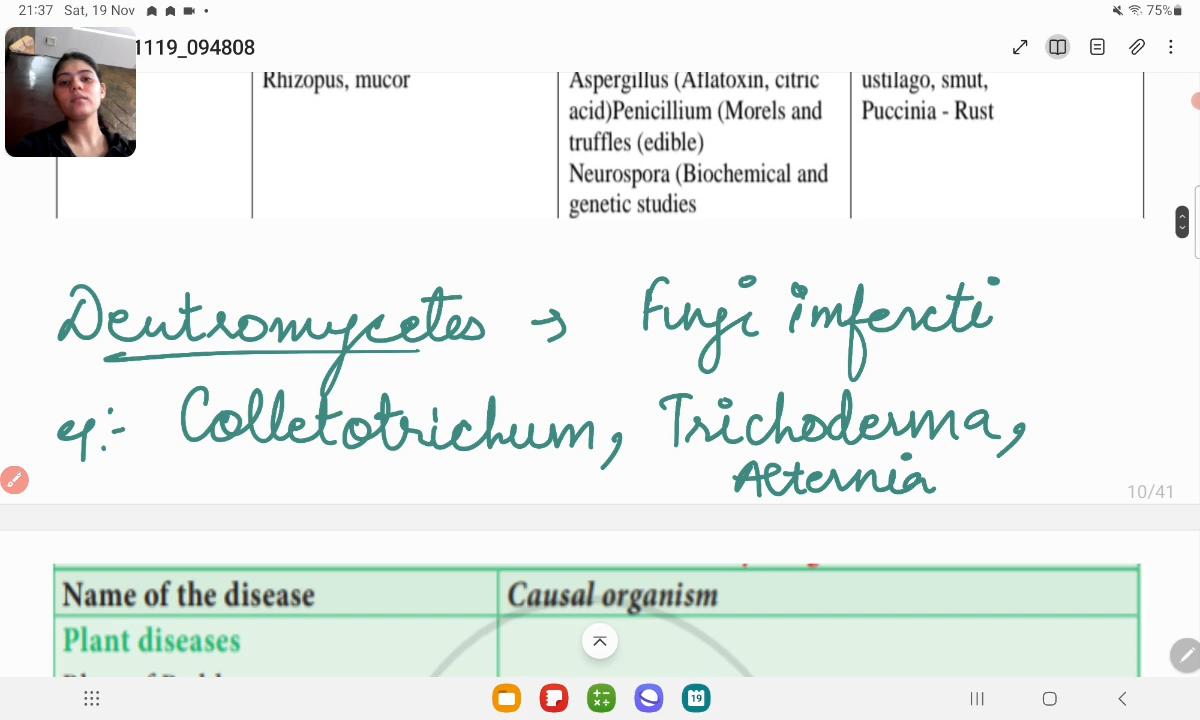 21:37 Sat, 19 Nov
75%
1119_094808
Rhizopus, mucor
Aspergillus (Aflatoxin, citric
acid)Penicillium (Morels and
truffles (edible)
Neurospora (Biochemical and
genetic studies
ustilago, smut,
Puccinia - Rust
Deutromycetes → Fungi imfercti
eg:- Colletotrichum, Trichoderma,
Alternia
10/41
Name of the disease
Causal organism
Plant diseases
19